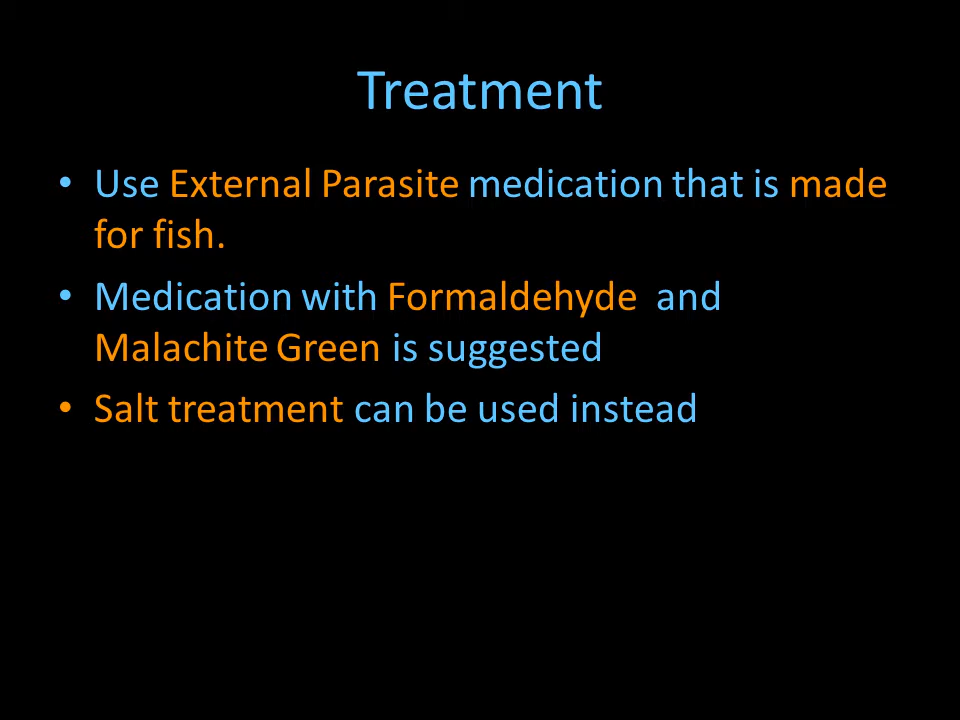 Treatment
• Use External Parasite medication that is made
for fish.
• Medication with Formaldehyde  and
Malachite Green is suggested
• Salt treatment can be used instead